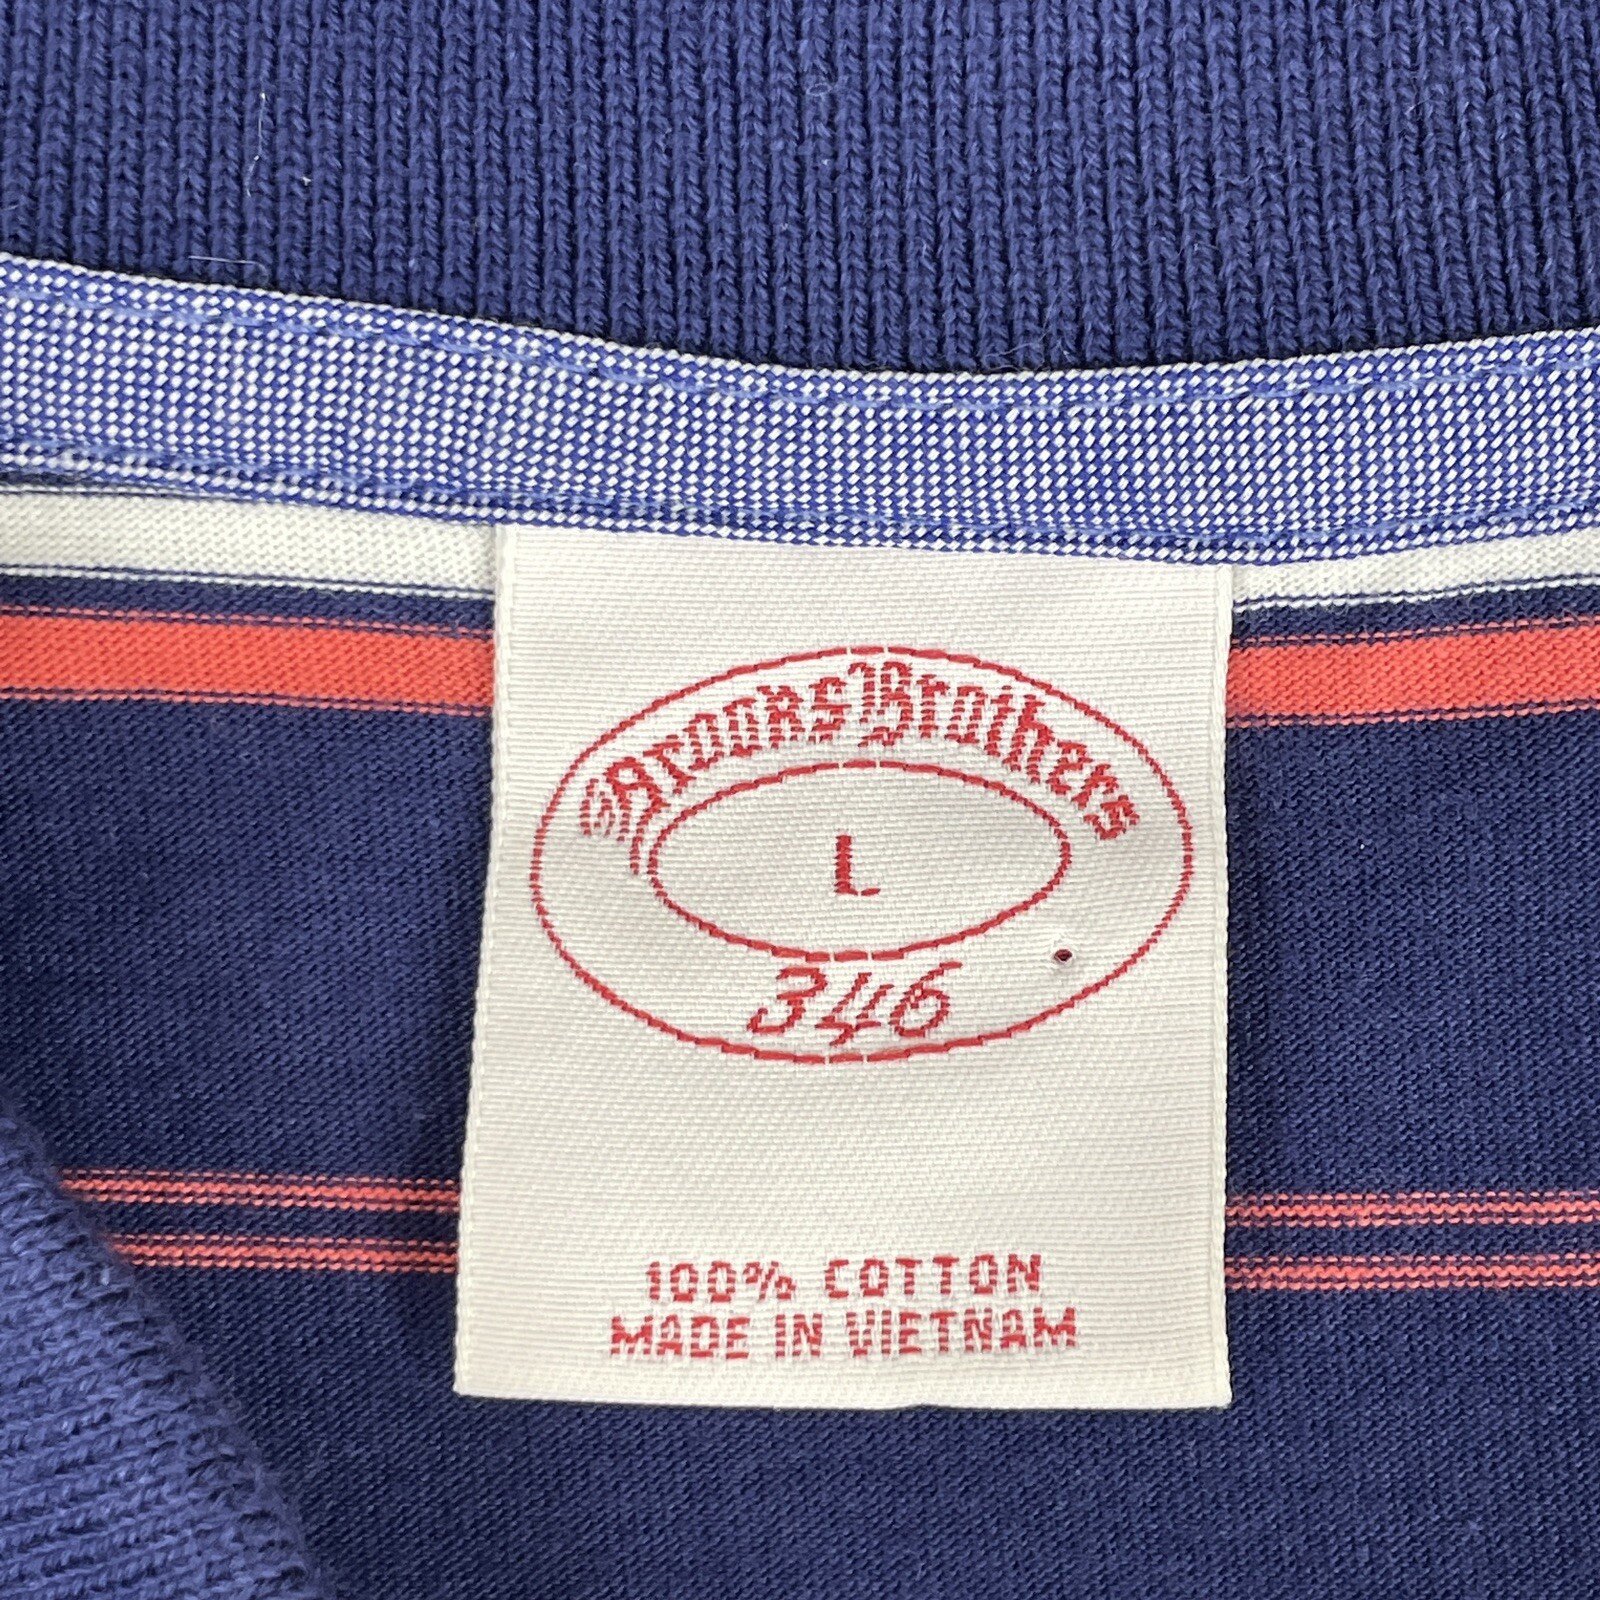 Brooks Brothers
L
346
100% COTTON
MADE IN VIETNAM